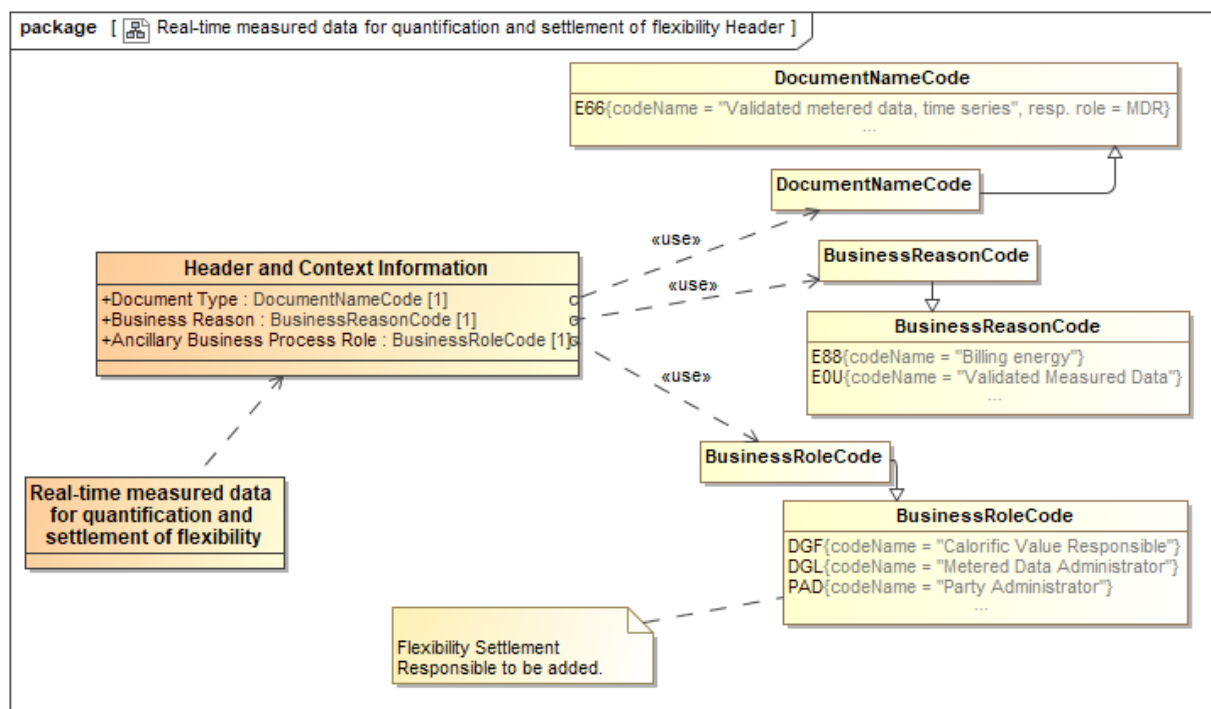 package [ Real-time measured data for quantification and settlement of flexibility Header ]
DocumentNameCode
E66{codeName = "Validated metered data, time series", resp. role = MDR}
...
DocumentNameCode
«use»
BusinessReasonCode
«use»
Header and Context Information
+Document Type : DocumentNameCode [1]
+Business Reason : BusinessReasonCode [1]
+Ancillary Business Process Role : BusinessRoleCode [1]
BusinessReasonCode
E88{codeName = "Billing energy"}
E0U{codeName = "Validated Measured Data"}
...
«use»
BusinessRoleCode
Real-time measured data
for quantification and
settlement of flexibility
BusinessRoleCode
DGF{codeName = "Calorific Value Responsible"}
DGL{codeName = "Metered Data Administrator"}
PAD{codeName = "Party Administrator"}
...
Flexibility Settlement
Responsible to be added.